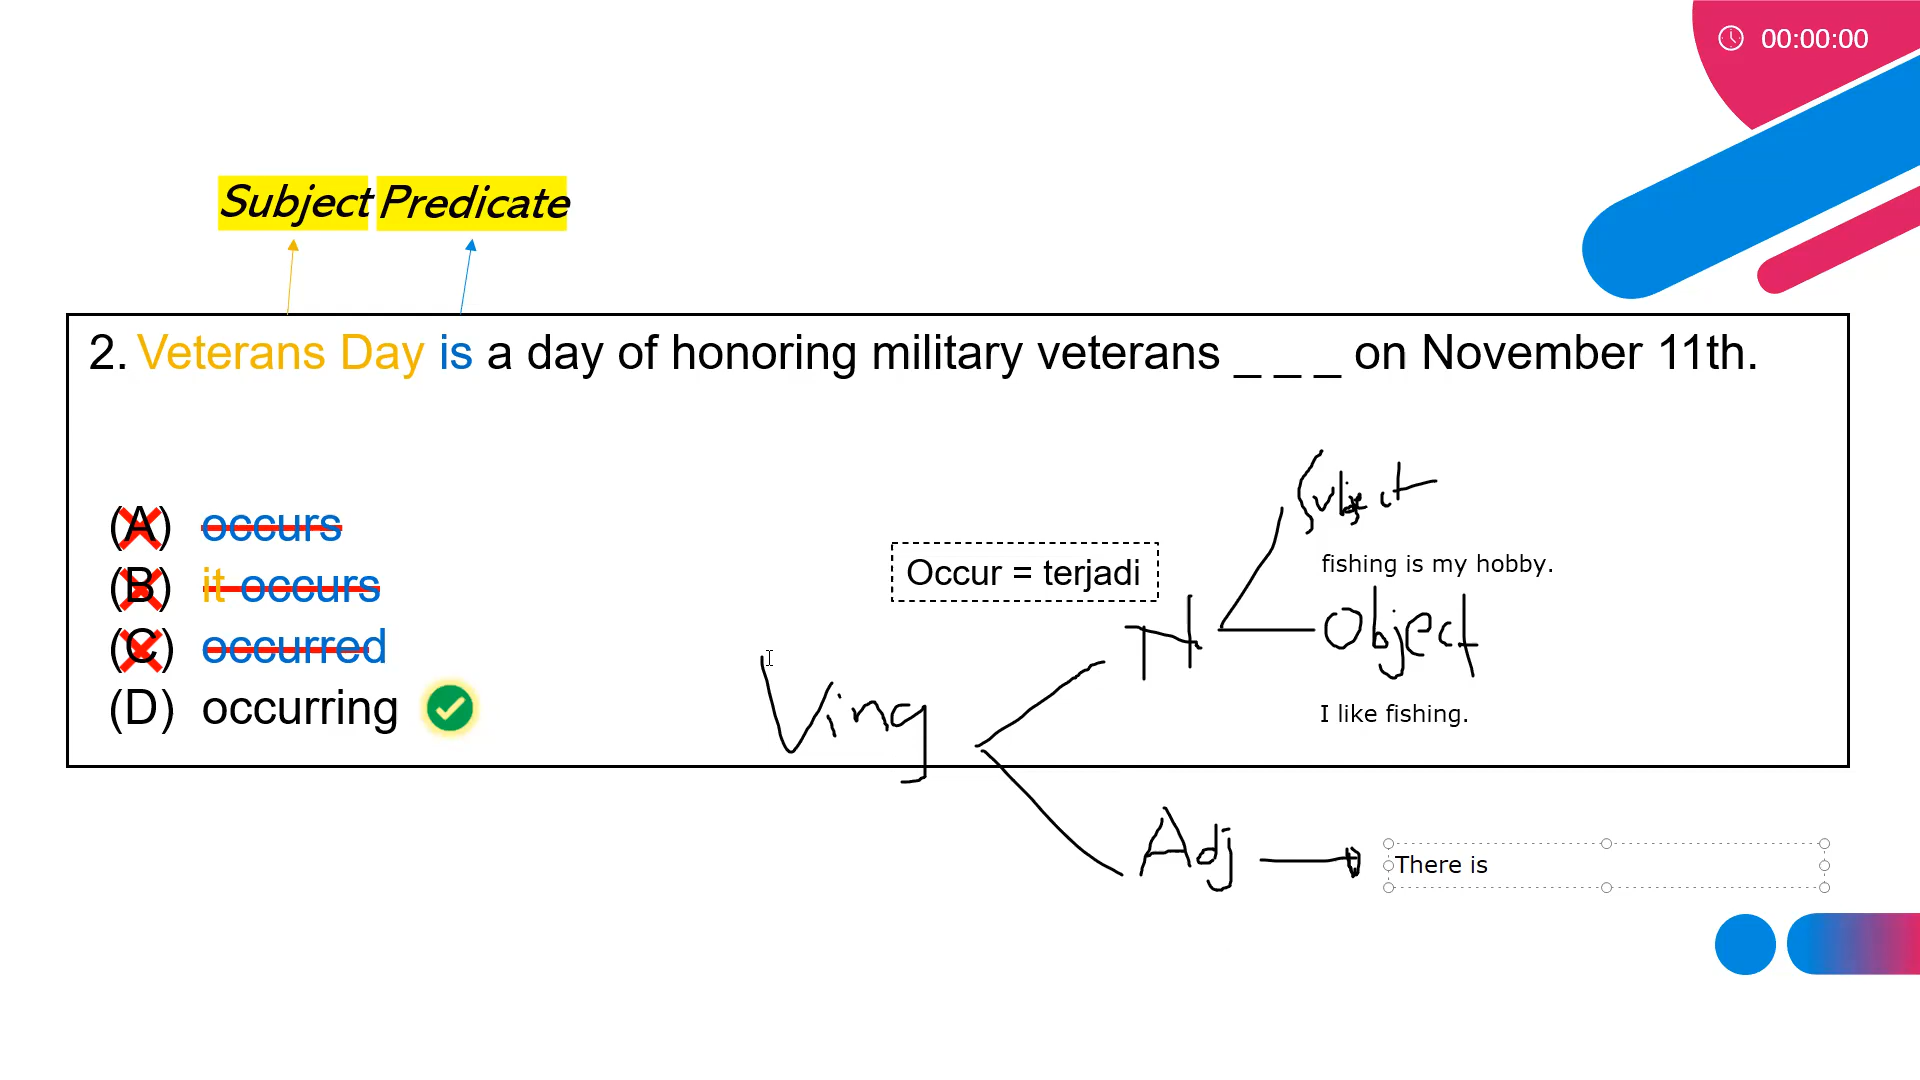 00:00:00
Subject Predicate
2. Veterans Day is a day of honoring military veterans _ _ _ on November 11th.
Subject
(A) occurs
fishing is my hobby.
Occur = terjadi
(B) it occurs
N
Object
(C) occurred
(D) occurring
Ving
I like fishing.
Adj
There is